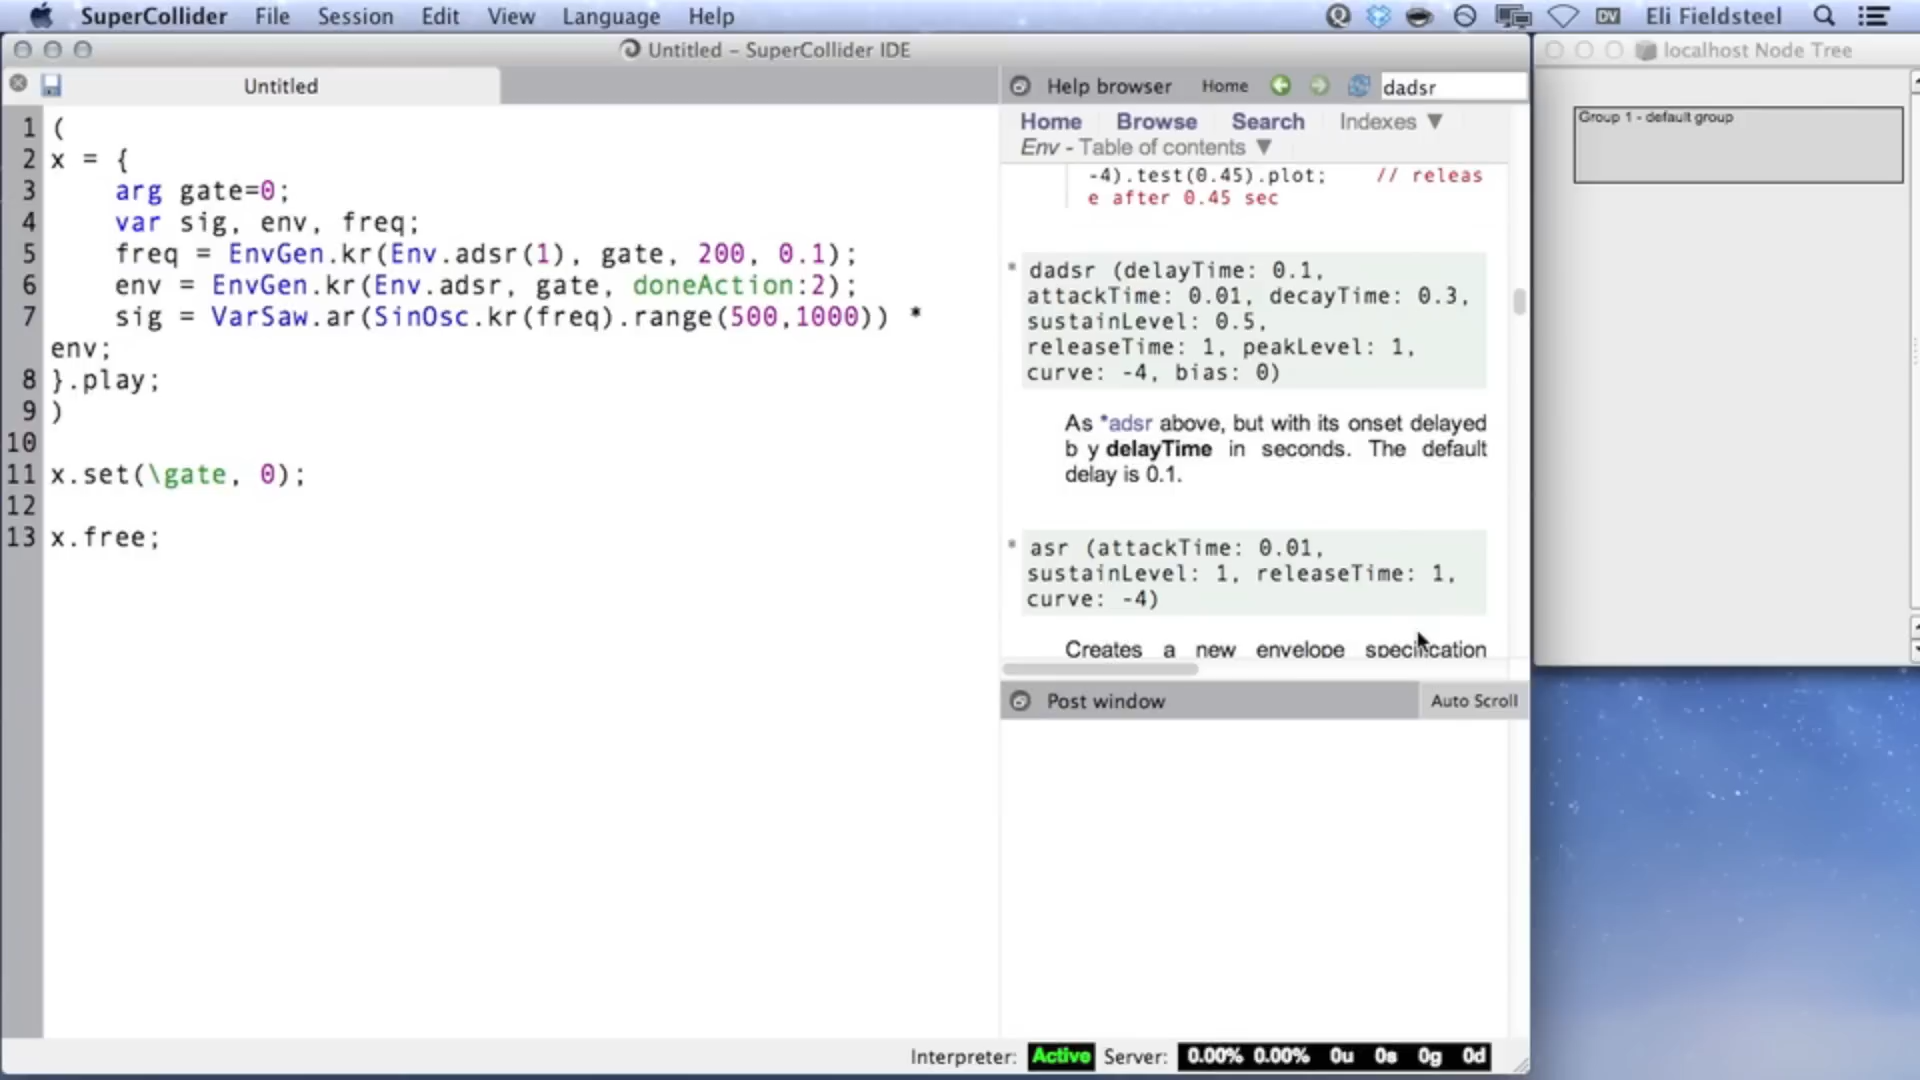 SuperCollider File Session Edit View Language Help DV Eli Fieldsteel
Untitled – SuperCollider IDE
localhost Node Tree
Untitled
Help browser Home dadsr
Home Browse Search Indexes ▼
Env - Table of contents ▼
Group 1 - default group
1 (
2 x = {
3 arg gate=0;
4 var sig, env, freq;
5 freq = EnvGen.kr(Env.adsr(1), gate, 200, 0.1);
6 env = EnvGen.kr(Env.adsr, gate, doneAction:2);
7 sig = VarSaw.ar(SinOsc.kr(freq).range(500,1000)) *
env;
8 }.play;
9 )
10
11 x.set(\gate, 0);
12
13 x.free;
-4).test(0.45).plot; // releas
e after 0.45 sec
* dadsr (delayTime: 0.1,
attackTime: 0.01, decayTime: 0.3,
sustainLevel: 0.5,
releaseTime: 1, peakLevel: 1,
curve: -4, bias: 0)
As *adsr above, but with its onset delayed
b y delayTime in seconds. The default
delay is 0.1.
* asr (attackTime: 0.01,
sustainLevel: 1, releaseTime: 1,
curve: -4)
Creates a new envelope specification
Post window Auto Scroll
Interpreter: Active Server: 0.00% 0.00% 0u 0s 0g 0d